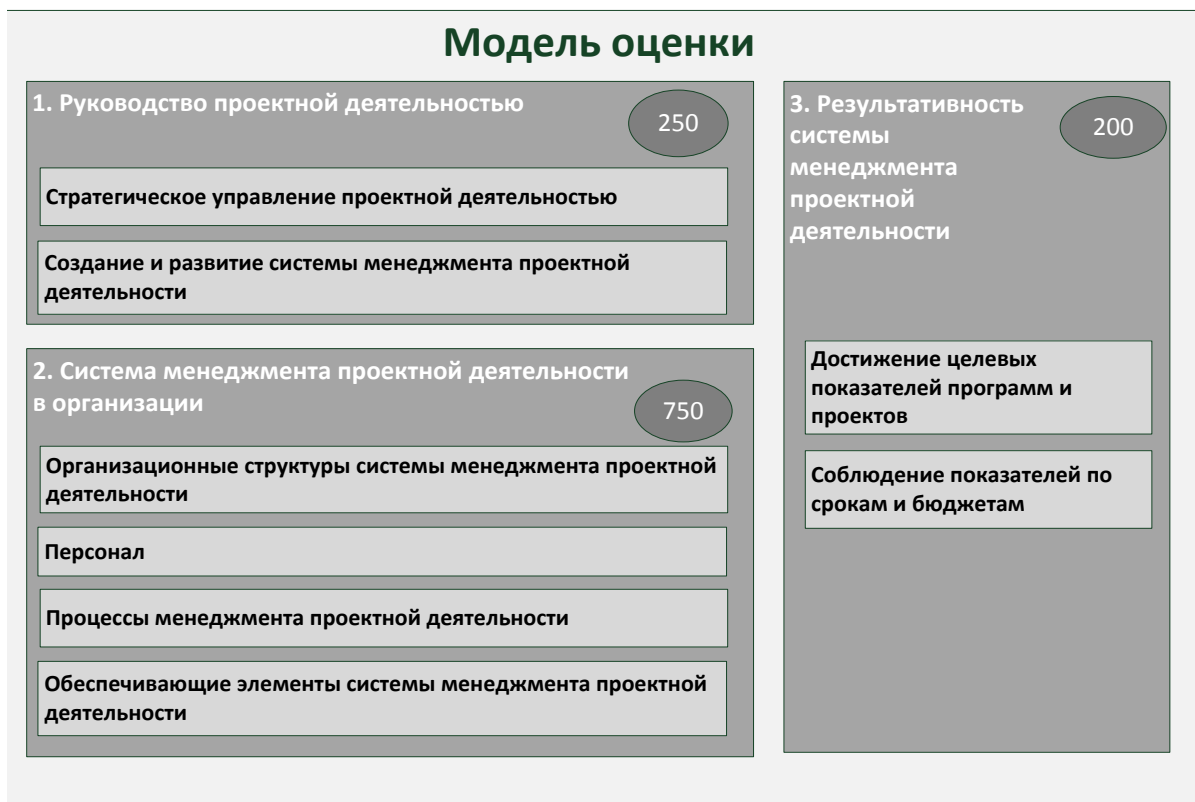 Модель оценки
1. Руководство проектной деятельностью
250
Стратегическое управление проектной деятельностью
Создание и развитие системы менеджмента проектной
деятельности
2. Система менеджмента проектной деятельности
в организации
750
Организационные структуры системы менеджмента проектной
деятельности
Персонал
Процессы менеджмента проектной деятельности
Обеспечивающие элементы системы менеджмента проектной
деятельности
3. Результативность
системы
менеджмента
проектной
деятельности
200
Достижение целевых
показателей программ и
проектов
Соблюдение показателей по
срокам и бюджетам